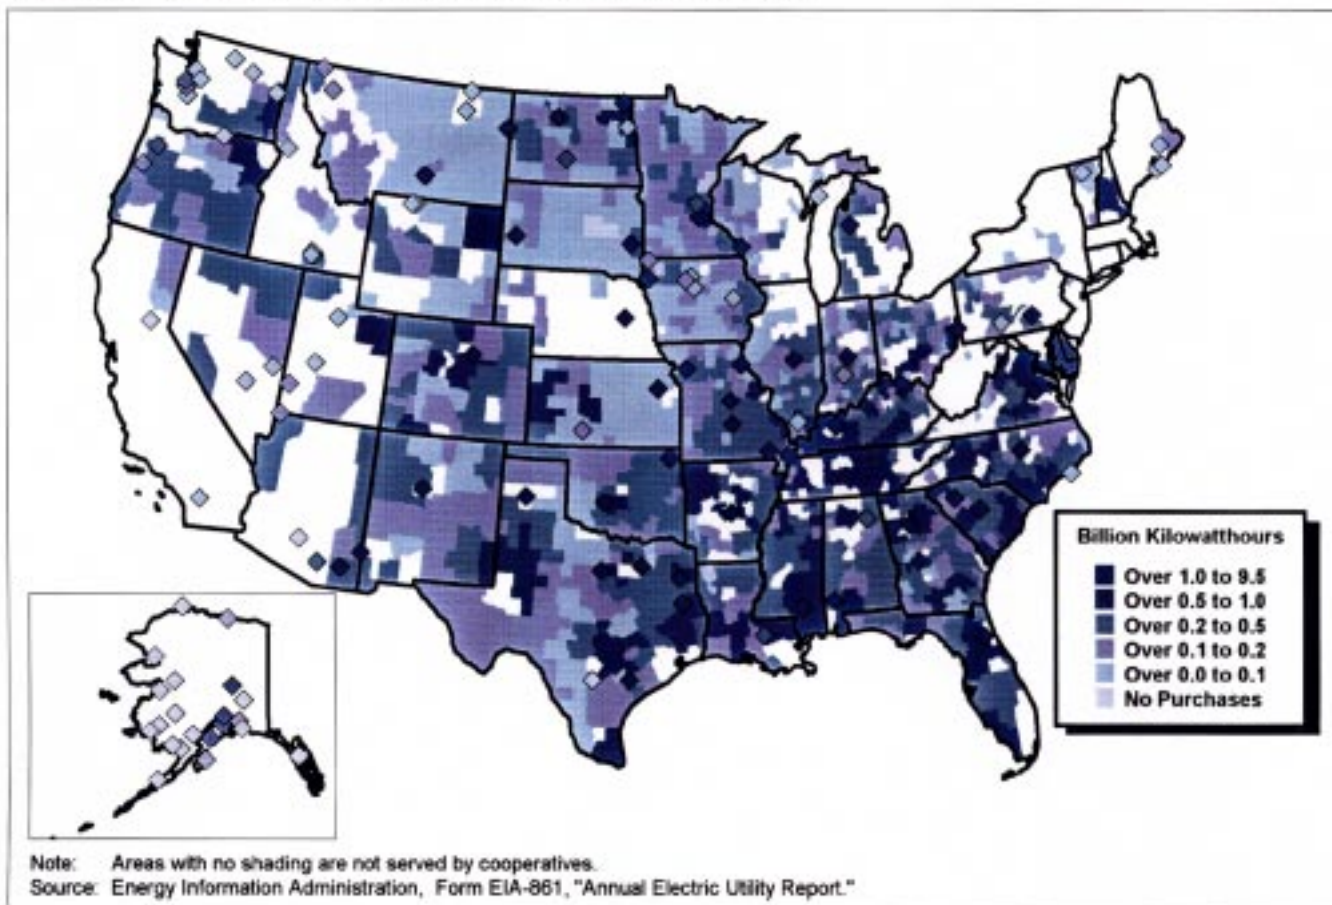 Billion Kilowatthours
Over 1.0 to 9.5
Over 0.5 to 1.0
Over 0.2 to 0.5
Over 0.1 to 0.2
Over 0.0 to 0.1
No Purchases
Note: Areas with no shading are not served by cooperatives.
Source: Energy Information Administration, Form EIA-861, "Annual Electric Utility Report."